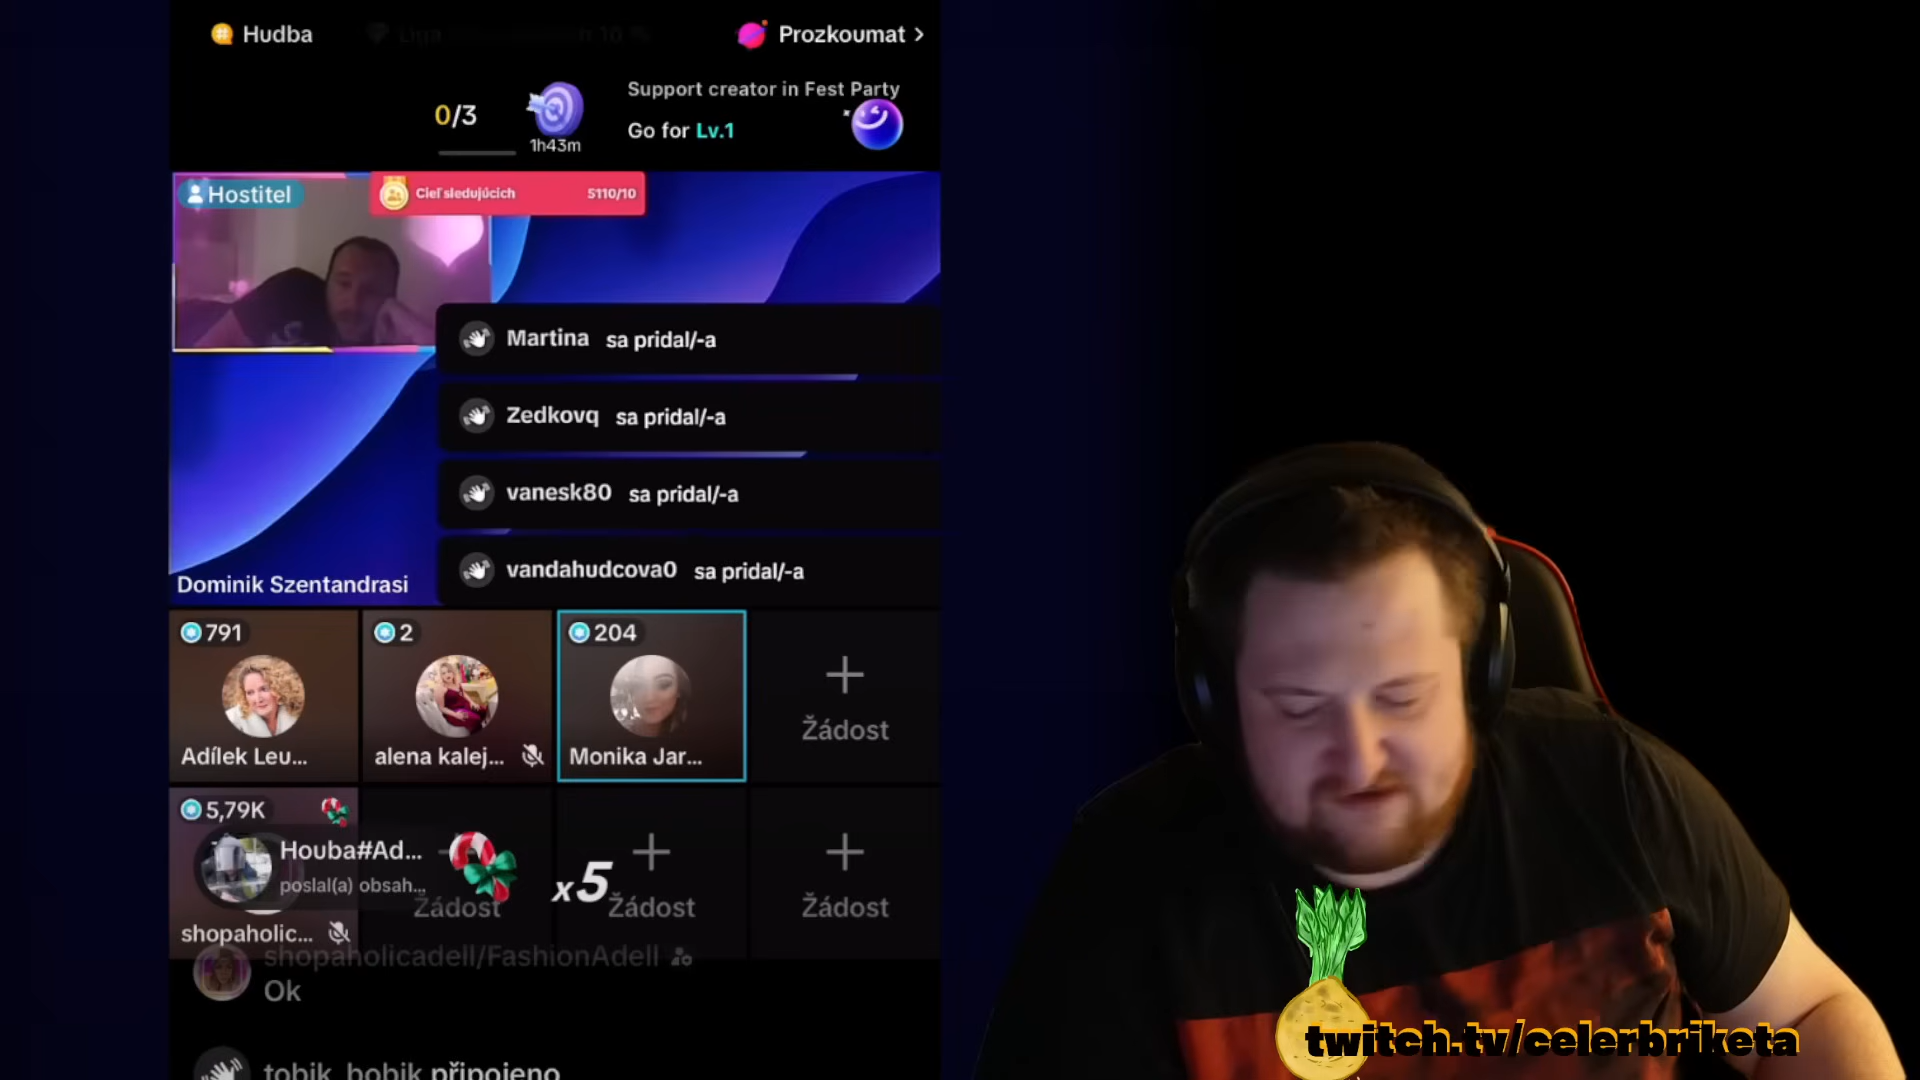 Hudba
Liga
Prozkoumat >
0/3
1h43m
Support creator in Fest Party
Go for Lv.1
Hostitel
Cieľ sledujúcich 5110/10
Martina sa pridal/-a
Zedkovq sa pridal/-a
vanesk80 sa pridal/-a
vandahudcova0 sa pridal/-a
Dominik Szentandrasi
791
Adílek Leu...
2
alena kalej...
204
Monika Jar...
Žádost
5,79K
Houba#Ad...
poslal(a) obsah...
x5
Žádost
Žádost
Žádost
shopaholic...
shopaholicadell/FashionAdell
Ok
tobik_bobik připojeno
twitch.tv/celerbriketa